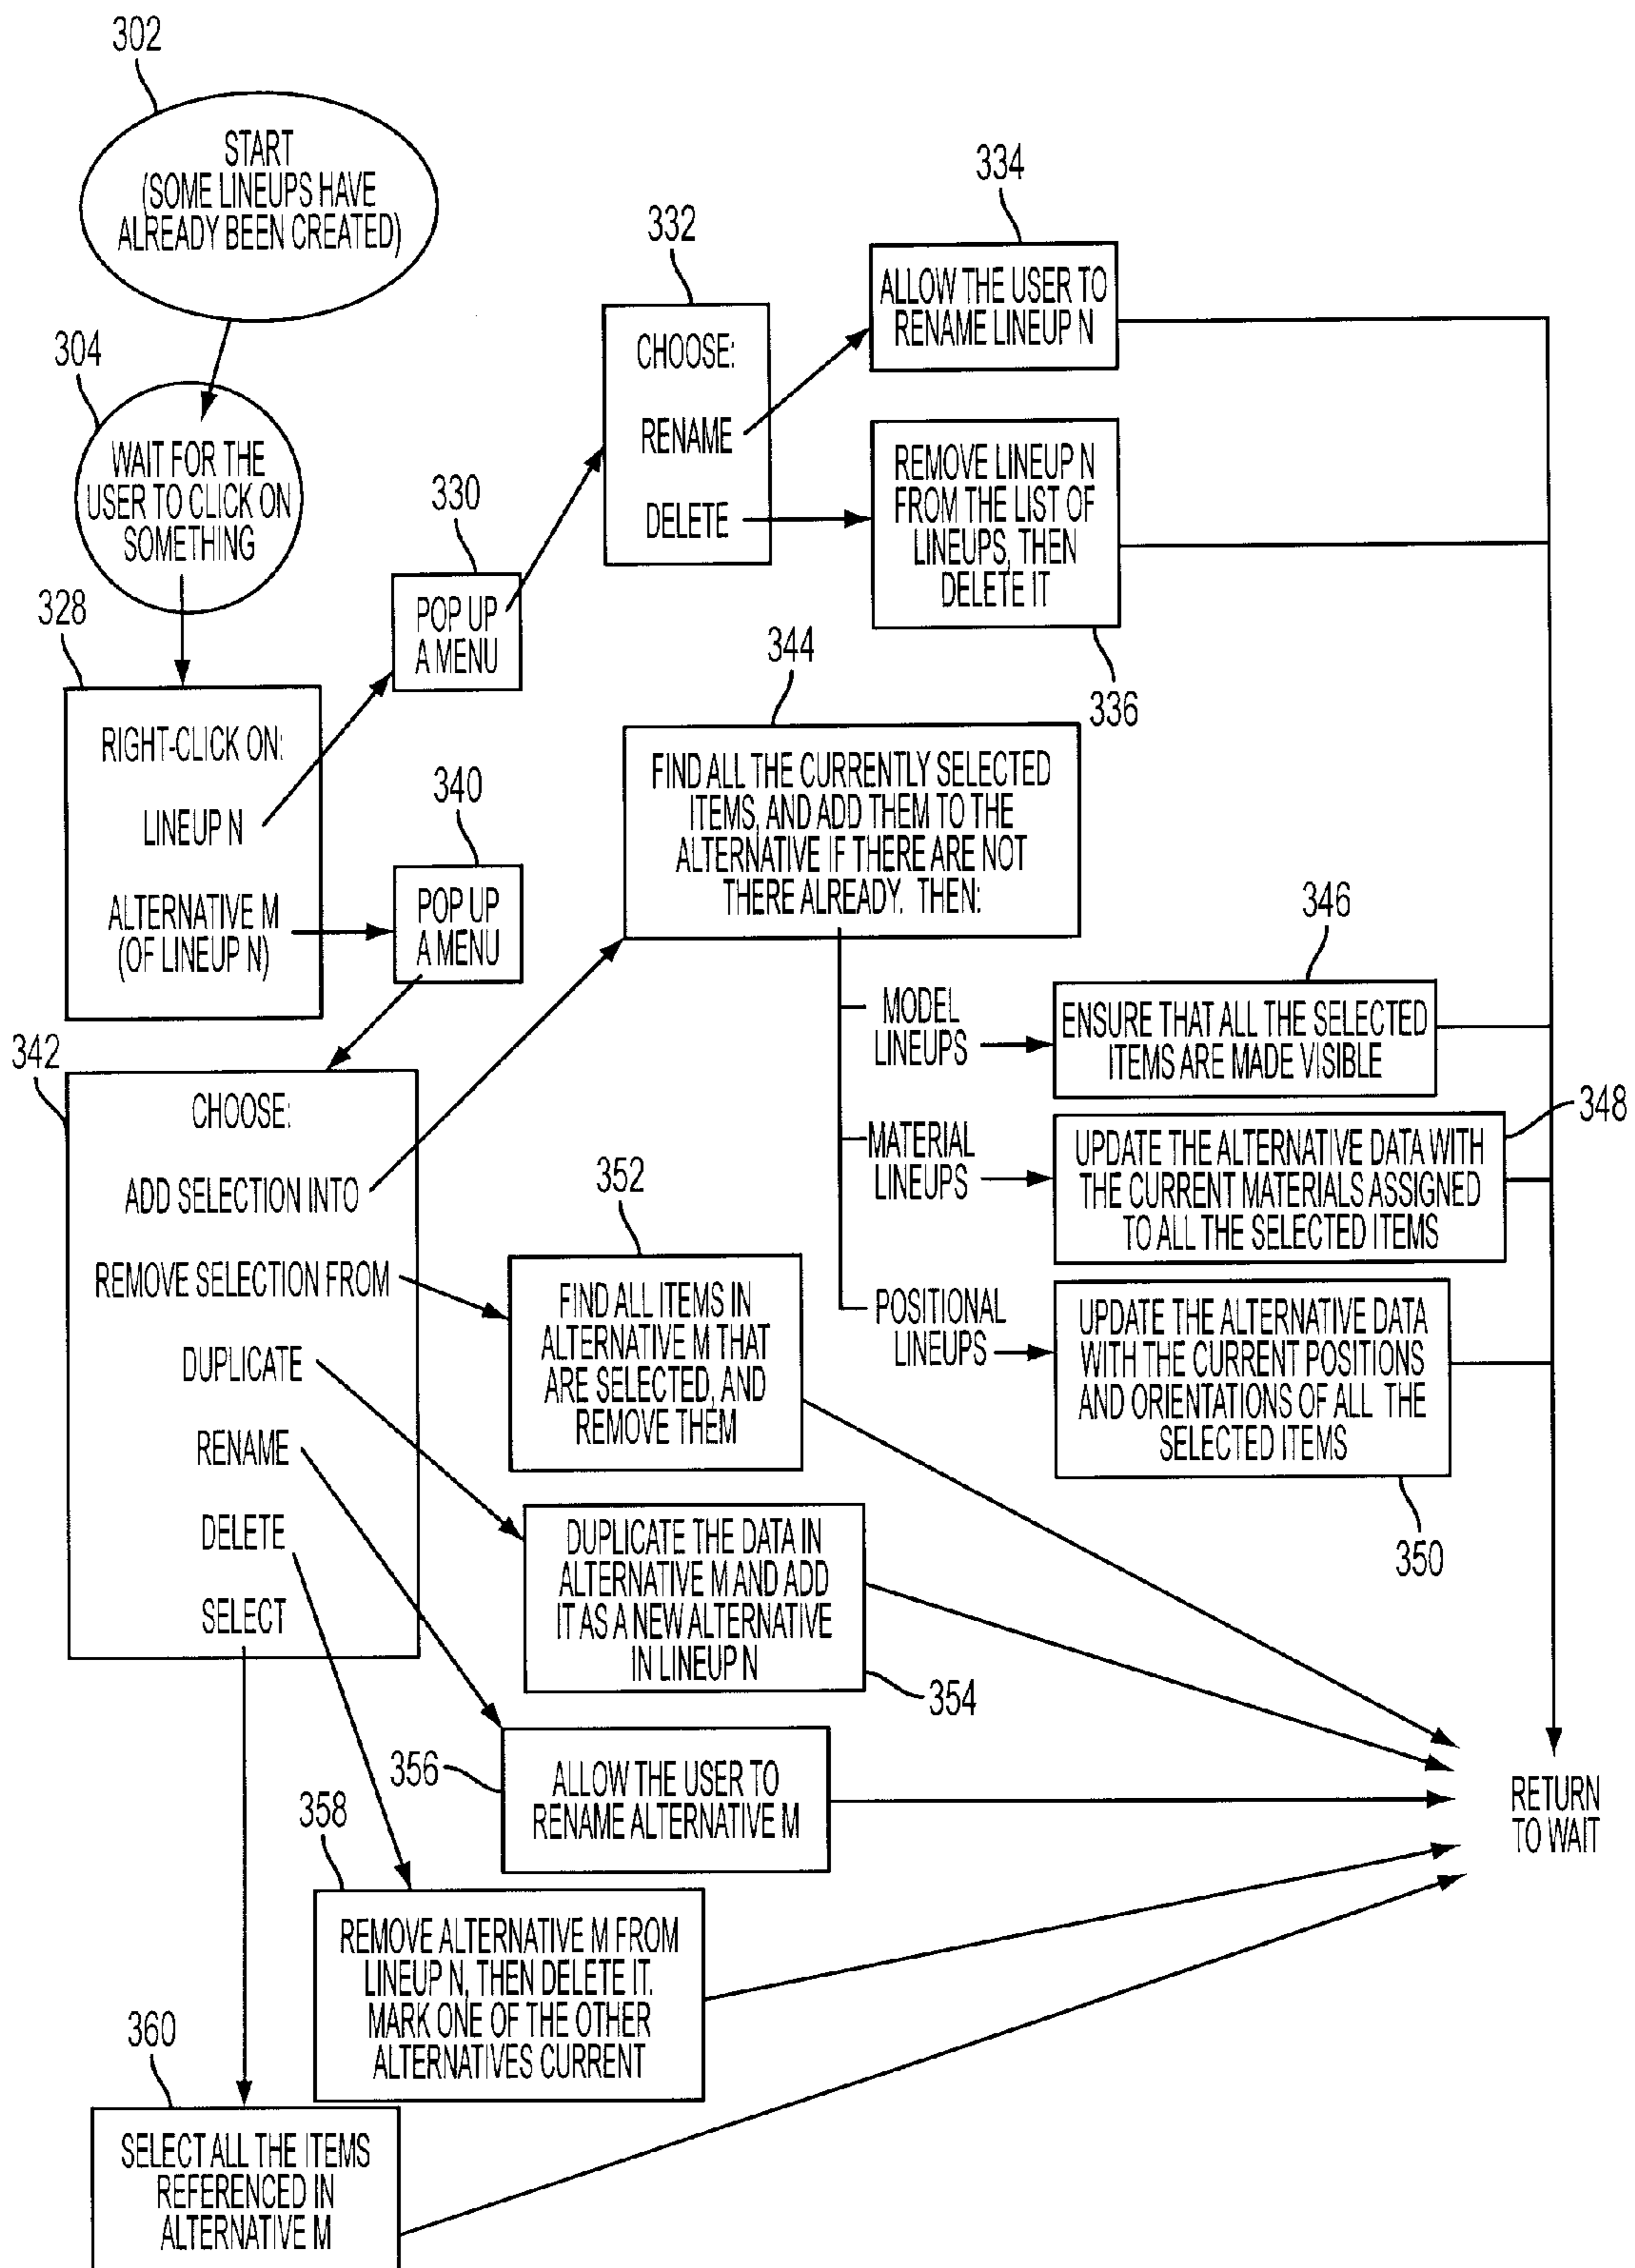 302
START
(SOME LINEUPS HAVE
ALREADY BEEN CREATED)
304
WAIT FOR THE
USER TO CLICK ON
SOMETHING
328
RIGHT-CLICK ON:
LINEUP N
ALTERNATIVE M
(OF LINEUP N)
330
POP UP
A MENU
332
CHOOSE:
RENAME
DELETE
334
ALLOW THE USER TO
RENAME LINEUP N
REMOVE LINEUP N
FROM THE LIST OF
LINEUPS, THEN
DELETE IT
336
340
POP UP
A MENU
342
CHOOSE:
ADD SELECTION INTO
REMOVE SELECTION FROM
DUPLICATE
RENAME
DELETE
SELECT
344
FIND ALL THE CURRENTLY SELECTED
ITEMS, AND ADD THEM TO THE
ALTERNATIVE IF THERE ARE NOT
THERE ALREADY. THEN:
MODEL
LINEUPS
346
ENSURE THAT ALL THE SELECTED
ITEMS ARE MADE VISIBLE
MATERIAL
LINEUPS
348
UPDATE THE ALTERNATIVE DATA WITH
THE CURRENT MATERIALS ASSIGNED
TO ALL THE SELECTED ITEMS
POSITIONAL
LINEUPS
UPDATE THE ALTERNATIVE DATA
WITH THE CURRENT POSITIONS
AND ORIENTATIONS OF ALL THE
SELECTED ITEMS
350
352
FIND ALL ITEMS IN
ALTERNATIVE M THAT
ARE SELECTED, AND
REMOVE THEM
DUPLICATE THE DATA IN
ALTERNATIVE M AND ADD
IT AS A NEW ALTERNATIVE
IN LINEUP N
354
356
ALLOW THE USER TO
RENAME ALTERNATIVE M
358
REMOVE ALTERNATIVE M FROM
LINEUP N, THEN DELETE IT.
MARK ONE OF THE OTHER
ALTERNATIVES CURRENT
360
SELECT ALL THE ITEMS
REFERENCED IN
ALTERNATIVE M
RETURN
TO WAIT